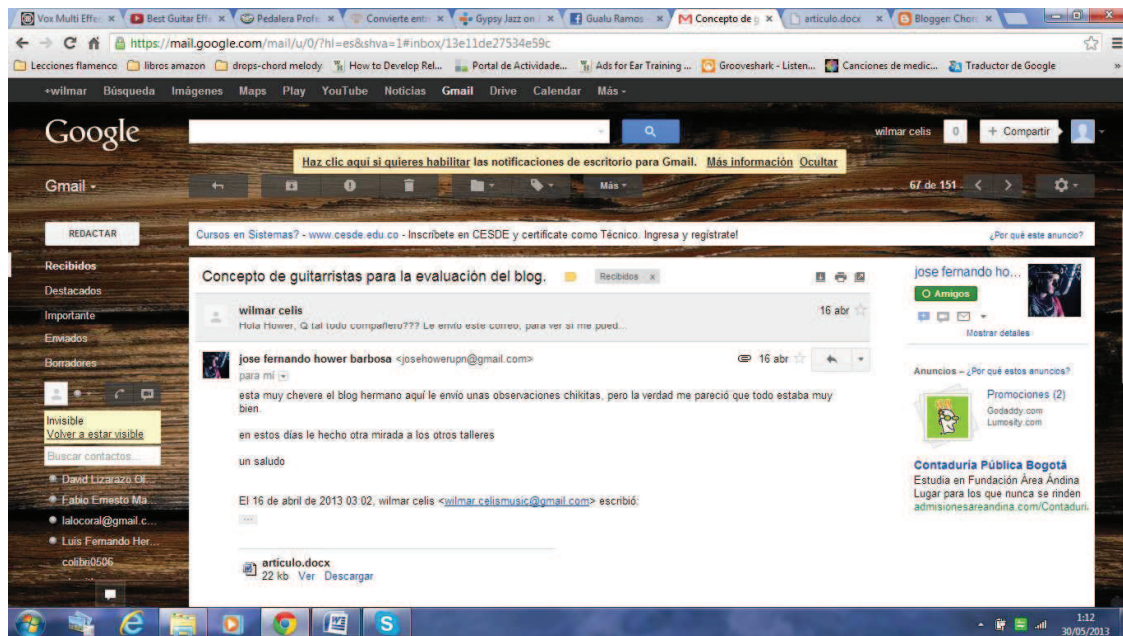 Vox Multi Effe
Best Guitar Eff
Pedalera Prof
Convierte entr
Gypsy Jazz on
Gualu Ramos
Concepto de g
articulo.docx
Blogger: Chor
https://mail.google.com/mail/u/0/?hl=es&shva=1#inbox/13e11de27534e59c
Lecciones flamenco
libros amazon
drops-chord melody
How to Develop Rel...
Portal de Actividade...
Ads for Ear Training ...
Grooveshark - Listen...
Canciones de medic...
Traductor de Google
»
+wilmar Búsqueda Imágenes Maps Play YouTube Noticias Gmail Drive Calendar Más
Google
wilmar celis 0 + Compartir
Haz clic aquí si quieres habilitar las notificaciones de escritorio para Gmail. Más información Ocultar
Gmail
Más
67 de 151
REDACTAR
Cursos en Sistemas? - www.cesde.edu.co - Inscríbete en CESDE y certificate como Técnico. Ingresa y regístrate!
¿Por qué este anuncio?
Recibidos
Destacados
Importante
Enviados
Borradores
Invisible
Volver a estar visible
Buscar contactos...
David Lizarazo Of...
Fabio Ernesto Ma...
lalocoral@gmail.c...
Luis Fernando Her...
colibri0506
Concepto de guitarristas para la evaluación del blog.
Recibidos x
wilmar celis
16 abr
Hola Hower, Q tal todo compañero??? Le envio este correo, para ver si me pued...
jose fernando hower barbosa <josehowerupn@gmail.com>
16 abr
para mí
esta muy chevere el blog hermano aquí le envío unas observaciones chikitas, pero la verdad me pareció que todo estaba muy
bien.
en estos días le hecho otra mirada a los otros talleres
un saludo
El 16 de abril de 2013 03:02, wilmar celis <wilmar.celismusic@gmail.com> escribió:
...
artículo.docx
22 kb Ver Descargar
jose fernando ho...
Amigos
Mostrar detalles
Anuncios – ¿Por qué estos anuncios?
Promociones (2)
Godaddy.com
Lumosity.com
Contaduría Pública Bogotá
Estudia en Fundación Área Ándina
Lugar para los que nunca se rinden
admisionesareandina.com/Contaduri.
1:12
30/05/2013